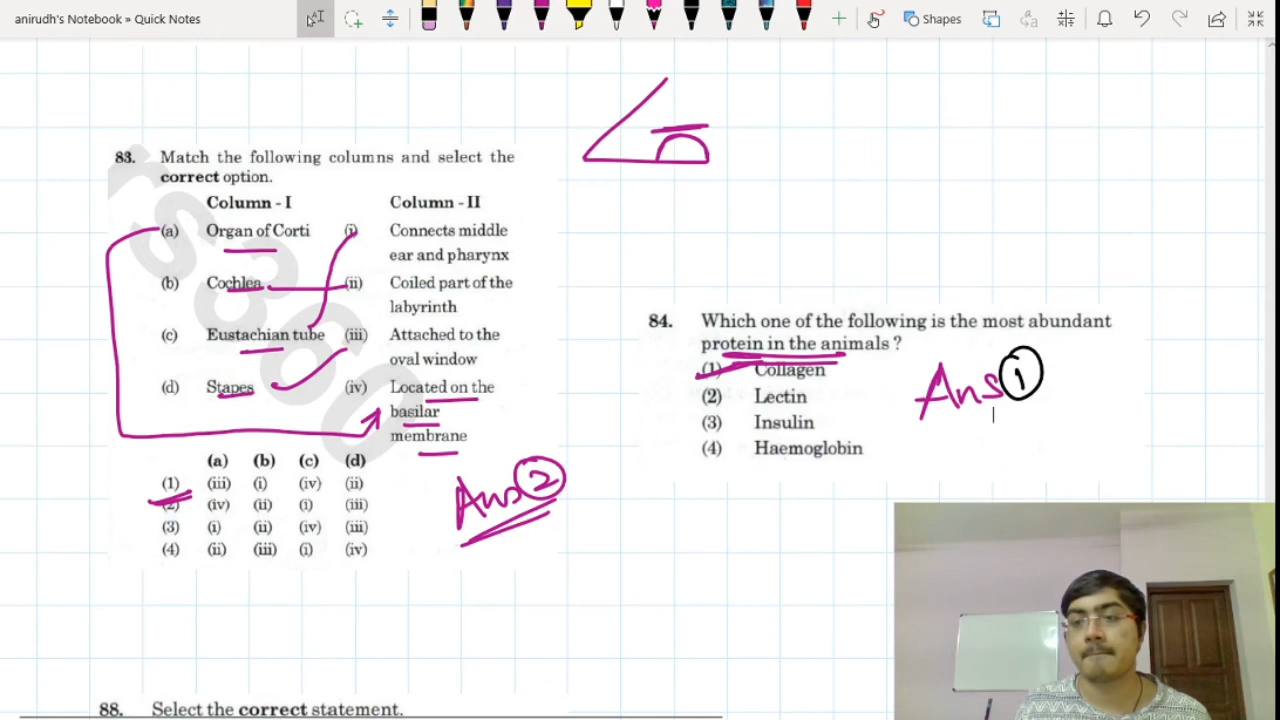 anirudh's Notebook » Quick Notes
Shapes
83. Match the following columns and select the
correct option.
Column - I Column - II
(a) Organ of Corti (i) Connects middle
ear and pharynx
(b) Cochlea (ii) Coiled part of the
labyrinth
(c) Eustachian tube (iii) Attached to the
oval window
(d) Stapes (iv) Located on the
basilar
membrane
(a) (b) (c) (d)
(1) (iii) (i) (iv) (ii)
(2) (iv) (ii) (i) (iii)
(3) (i) (ii) (iv) (iii)
(4) (ii) (iii) (i) (iv)
Ans 2
84. Which one of the following is the most abundant
protein in the animals ?
(1) Collagen
(2) Lectin
(3) Insulin
(4) Haemoglobin
Ans 1
88. Select the correct statement.